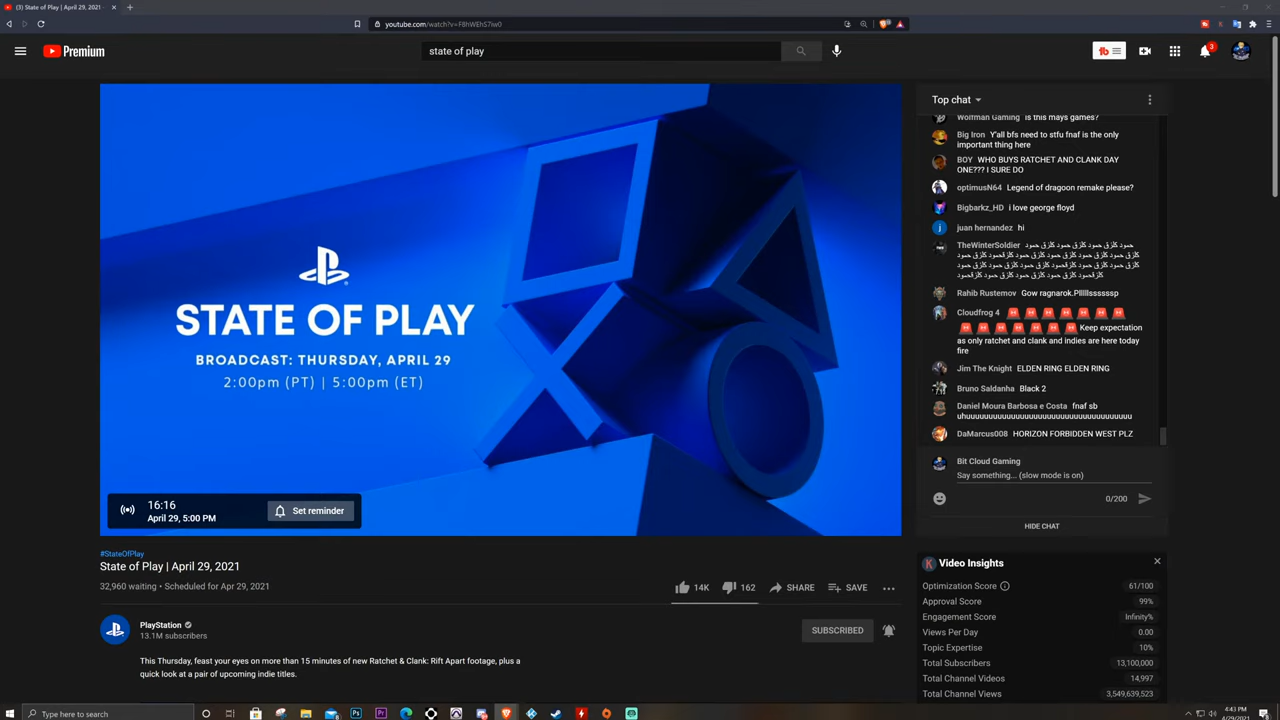 (3) State of Play | April 29, 2021
youtube.com/watch?v=FBhWEhS7iw0
Premium
state of play
3
STATE OF PLAY
BROADCAST: THURSDAY, APRIL 29
2:00pm (PT) | 5:00pm (ET)
16:16
April 29, 5:00 PM
Set reminder
#StateOfPlay
State of Play | April 29, 2021
32,960 waiting • Scheduled for Apr 29, 2021
14K
162
SHARE
SAVE
PlayStation
13.1M subscribers
SUBSCRIBED
This Thursday, feast your eyes on more than 15 minutes of new Ratchet & Clank: Rift Apart footage, plus a
quick look at a pair of upcoming indie titles.
Top chat
Wolfman Gaming Is this mays games?
Big Iron Y'all bfs need to stfu fnaf is the only
important thing here
BOY WHO BUYS RATCHET AND CLANK DAY
ONE??? I SURE DO
optimusN64 Legend of dragoon remake please?
Bigbarkz_HD i love george floyd
juan hernandez hi
TheWinterSoldier
Rahib Rustemov Gow ragnarok.Plllllsssssssp
Cloudfrog 4 🚨🚨🚨🚨🚨🚨🚨
🚨🚨🚨🚨🚨🚨🚨 Keep expectation
as only ratchet and clank and indies are here today
fire
Jim The Knight ELDEN RING ELDEN RING
Bruno Saldanha Black 2
Daniel Moura Barbosa e Costa fnaf sb
DaMarcus008 HORIZON FORBIDDEN WEST PLZ
Bit Cloud Gaming
Say something... (slow mode is on)
0/200
HIDE CHAT
Video Insights
Optimization Score 61/100
Approval Score 99%
Engagement Score Infinity%
Views Per Day 0.00
Topic Expertise 10%
Total Subscribers 13,100,000
Total Channel Videos 14,997
Total Channel Views 3,549,639,523
Type here to search
4:43 PM
4/29/2021